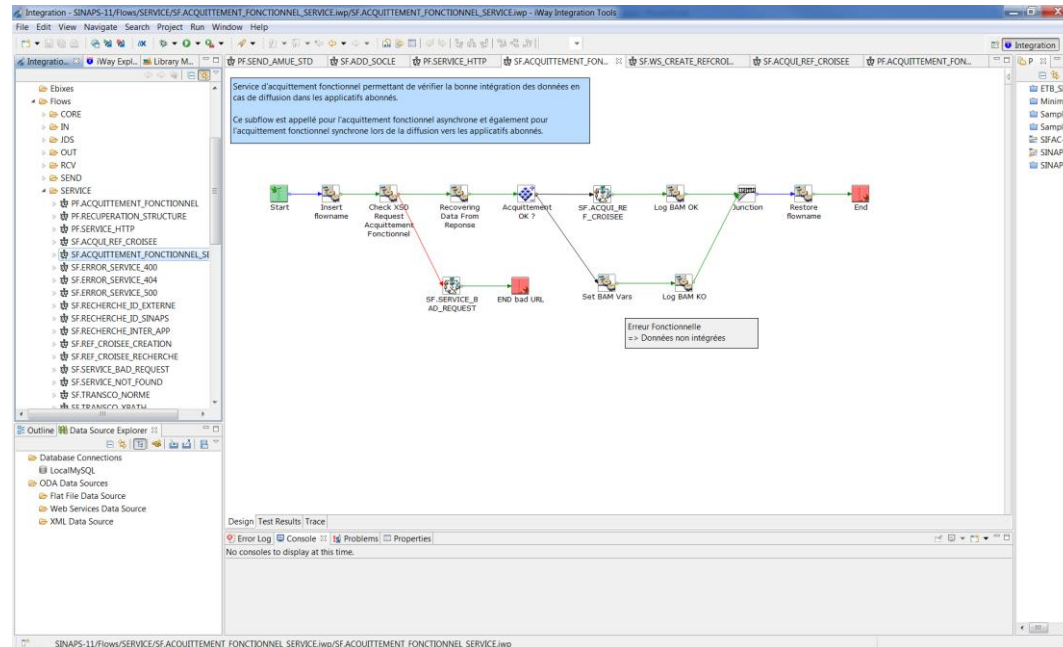 Integration - SINAPS-11/Flows/SERVICE/SF.ACQUITTEMENT_FONCTIONNEL_SERVICE.iwp/SF.ACQUITTEMENT_FONCTIONNEL_SERVICE.iwp - iWay Integration Tools
File Edit View Navigate Search Project Run Window Help
Integration
Integratio... iWay Expl... Library M...
PF.SEND_AMUE_STD SF.ADD_SOCLE PF.SERVICE_HTTP SF.ACQUITTEMENT_FON... SF.WS_CREATE_REFCROI... SF.ACQUI_REF_CROISEE PF.ACQUITTEMENT_FON...
P
Ebixes
Flows
CORE
IN
JDS
OUT
RCV
SEND
SERVICE
PF.ACQUITTEMENT_FONCTIONNEL
PF.RECUPERATION_STRUCTURE
PF.SERVICE_HTTP
SF.ACQUI_REF_CROISEE
SF.ACQUITTEMENT_FONCTIONNEL_SE
SF.ERROR_SERVICE_400
SF.ERROR_SERVICE_404
SF.ERROR_SERVICE_500
SF.RECHERCHE_ID_EXTERNE
SF.RECHERCHE_ID_SINAPS
SF.RECHERCHE_INTER_APP
SF.REF_CROISEE_CREATION
SF.REF_CROISEE_RECHERCHE
SF.SERVICE_BAD_REQUEST
SF.SERVICE_NOT_FOUND
SF.TRANSCO_NORME
SF.TRANSCO_XPATH
Service d'acquittement fonctionnel permettant de vérifier la bonne intégration des données en
cas de diffusion dans les applicatifs abonnés.
Ce subflow est appellé pour l'acquittement fonctionnel asynchrone et également pour
l'acquittement fonctionnel synchrone lors de la diffusion vers les applicatifs abonnés.
Start
Insert
flowname
Check XSD
Request
Acquittement
Fonctionnel
Recovering
Data From
Reponse
Acquittement
OK ?
SF.ACQUI_RE
F_CROISEE
Log BAM OK
Junction
Restore
flowname
End
SF.SERVICE_B
AD_REQUEST
END bad URL
Set BAM Vars
Log BAM KO
Erreur Fonctionnelle
=> Données non intégrées
ETB_SI
Minim
Sampl
Sampl
SIFAC-
SINAP
SINAP
Outline Data Source Explorer
Database Connections
LocalMySQL
ODA Data Sources
Flat File Data Source
Web Services Data Source
XML Data Source
Design Test Results Trace
Error Log Console Problems Properties
No consoles to display at this time.
SINAPS-11/Flows/SERVICE/SF.ACQUITTEMENT_FONCTIONNEL_SERVICE.iwp/SF.ACQUITTEMENT_FONCTIONNEL_SERVICE.iwp